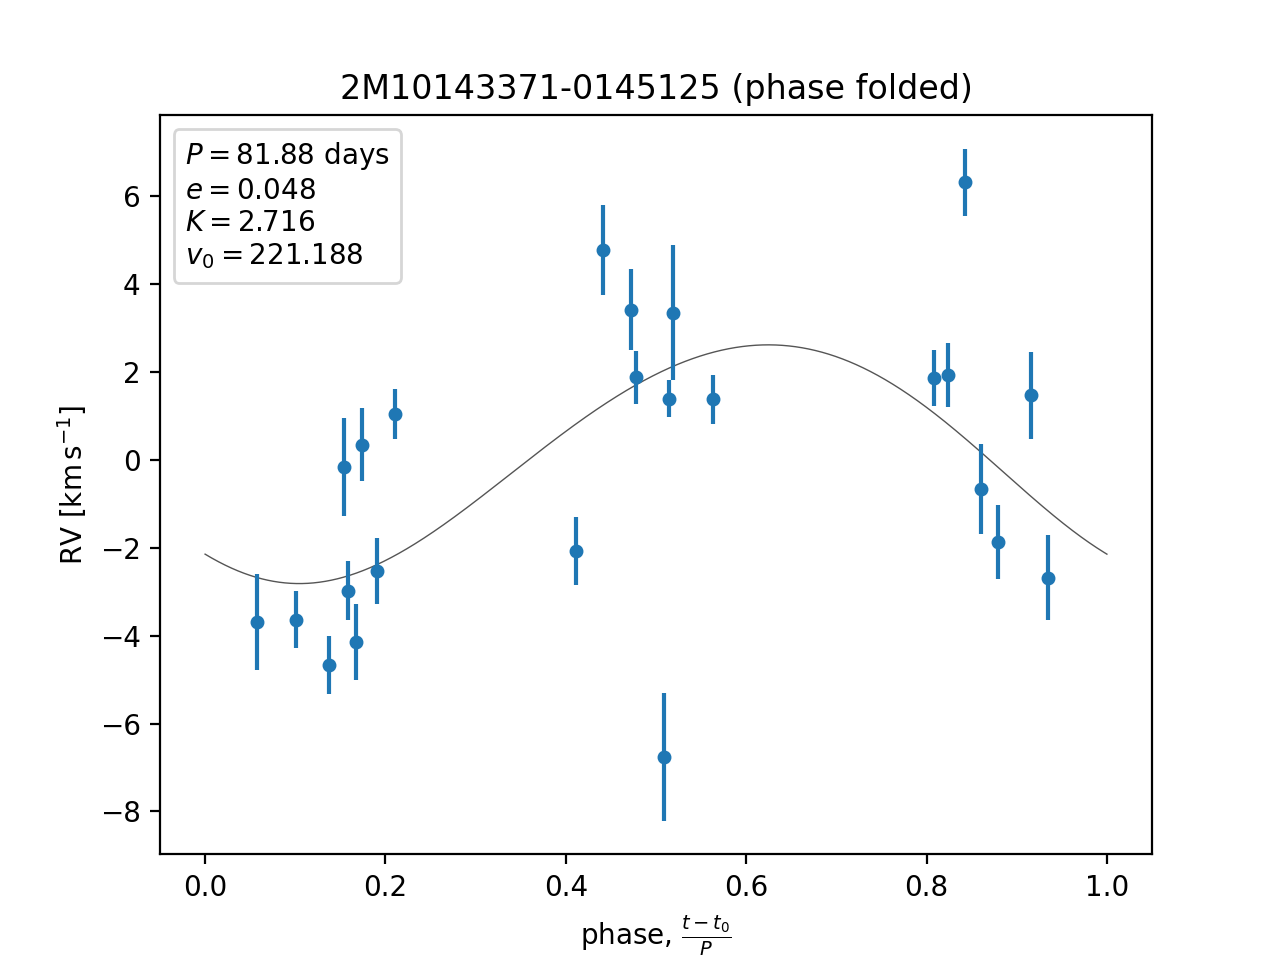 2M10143371-0145125 (phase folded)
P = 81.88 days
e = 0.048
K = 2.716
v₀ = 221.188
6
4
2
0
−2
−4
−6
−8
RV [km s⁻¹]
0.0 0.2 0.4 0.6 0.8 1.0
phase, (t − t₀)/P